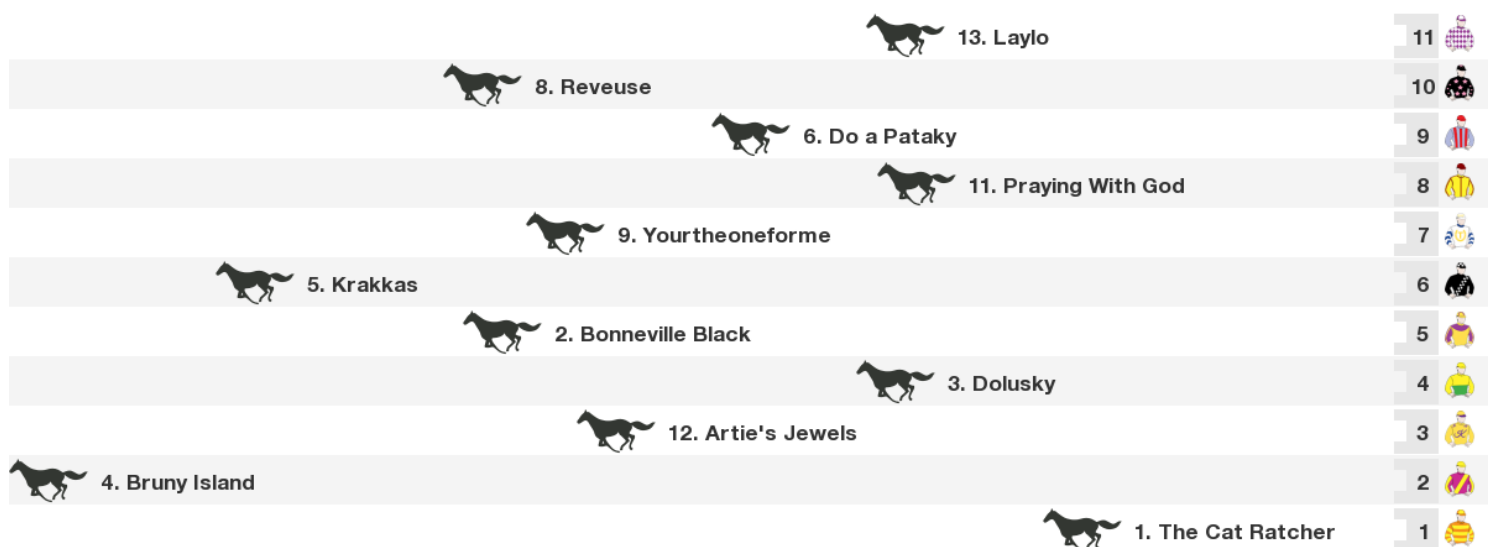 13. Laylo 11
8. Reveuse 10
6. Do a Pataky 9
11. Praying With God 8
9. Yourtheoneforme 7
5. Krakkas 6
2. Bonneville Black 5
3. Dolusky 4
12. Artie's Jewels 3
4. Bruny Island 2
1. The Cat Ratcher 1